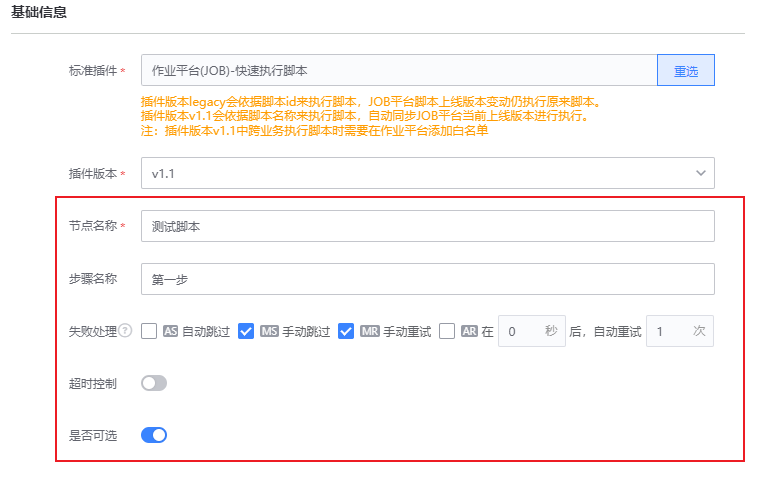 基础信息
标准插件 * 作业平台(JOB)-快速执行脚本 重选
插件版本legacy会依据脚本id来执行脚本，JOB平台脚本上线版本变动仍执行原来脚本。
插件版本v1.1会依据脚本名称来执行脚本，自动同步JOB平台当前上线版本进行执行。
注：插件版本v1.1中跨业务执行脚本时需要在作业平台添加白名单
插件版本 * v1.1
节点名称 * 测试脚本
步骤名称 第一步
失败处理 ? AS 自动跳过 MS 手动跳过 MR 手动重试 AR 在 0 秒 后，自动重试 1 次
超时控制
是否可选